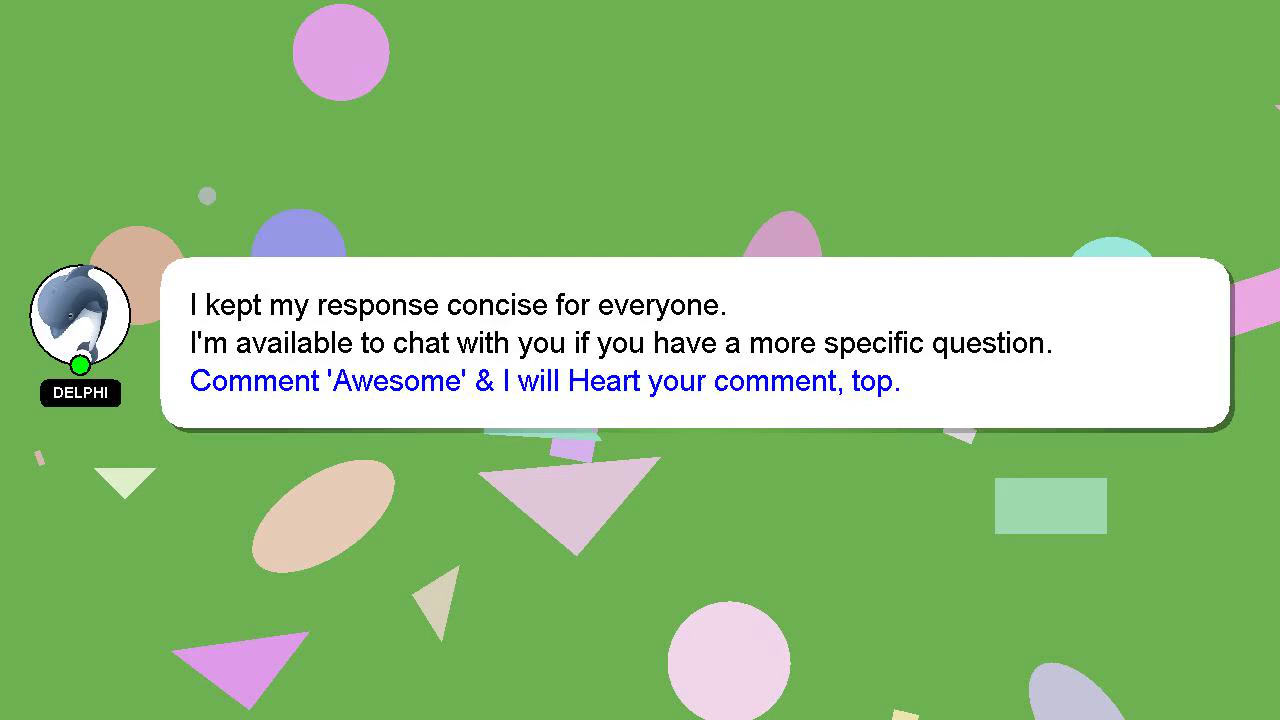 I kept my response concise for everyone.
I'm available to chat with you if you have a more specific question.
Comment 'Awesome' & I will Heart your comment, top.
DELPHI